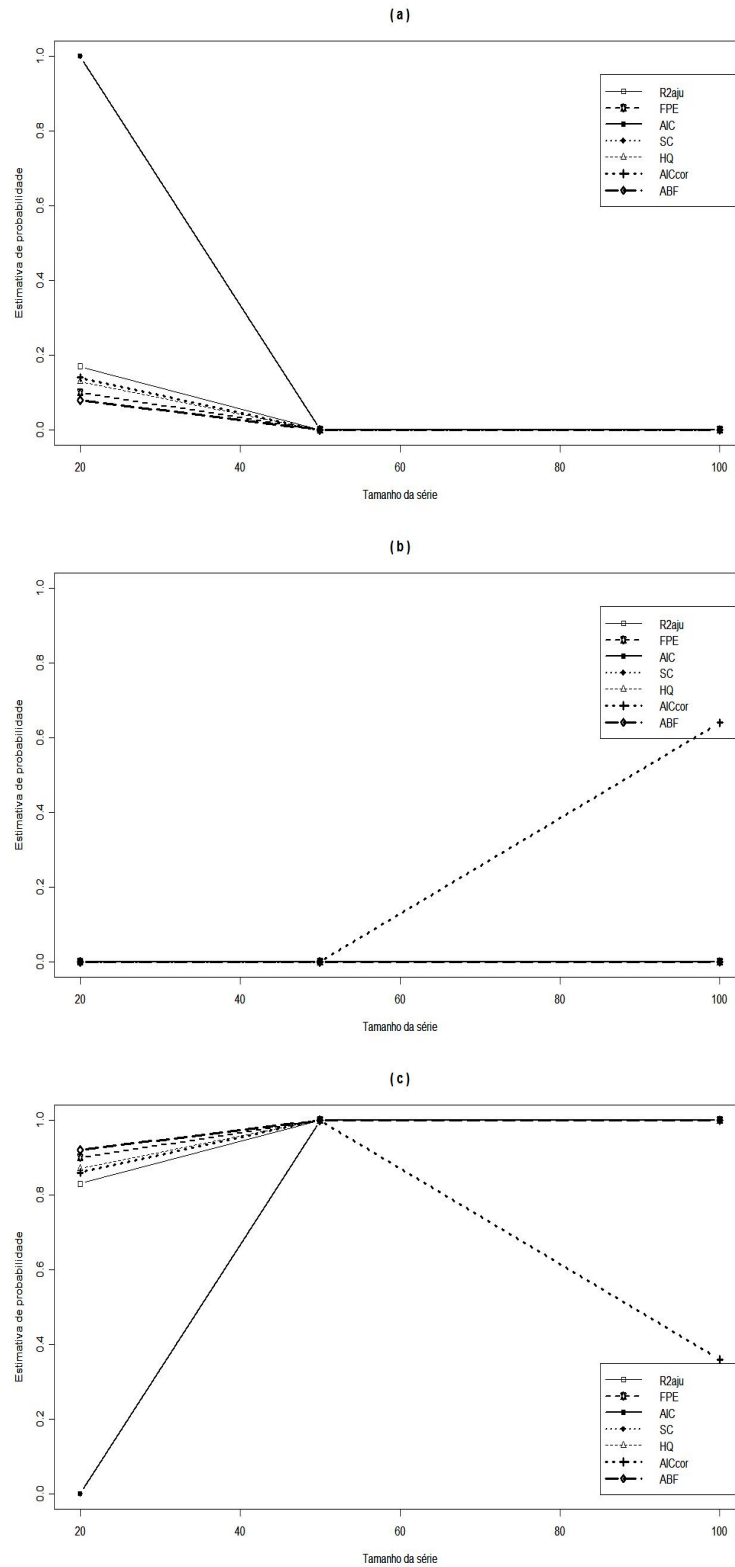 ( a )
1.0
0.8
0.6
0.4
0.2
0.0
Estimativa de probabilidade
R2aju
FPE
AIC
SC
HQ
AICcor
ABF
20
40
60
80
100
Tamanho da série
( b )
1.0
0.8
0.6
0.4
0.2
0.0
Estimativa de probabilidade
R2aju
FPE
AIC
SC
HQ
AICcor
ABF
20
40
60
80
100
Tamanho da série
( c )
1.0
0.8
0.6
0.4
0.2
0.0
Estimativa de probabilidade
R2aju
FPE
AIC
SC
HQ
AICcor
ABF
20
40
60
80
100
Tamanho da série